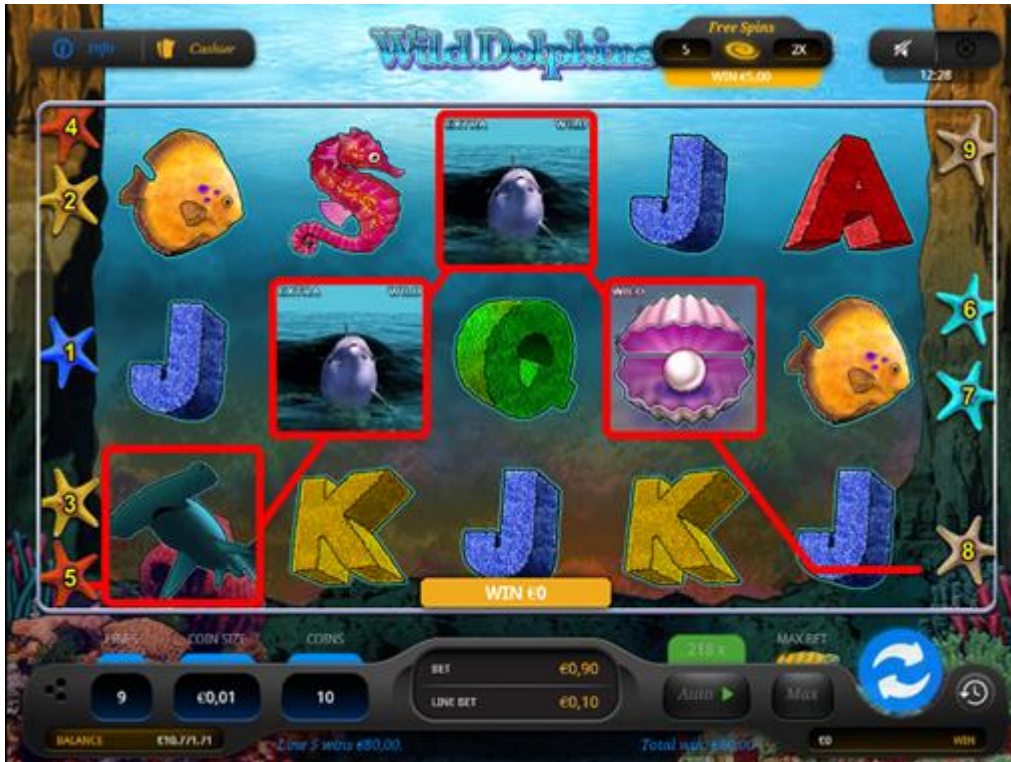 Info
Cashier
Wild Dolphins
Free Spins
5 2X
WIN €5.00
12:28
4
2
1
3
5
9
6
7
8
EXTRA WILD
J
A
J
EXTRA WILD
Q
WILD
K
J
K
J
WIN €0
LINES COIN SIZE COINS
9 €0,01 10
BET €0,90
LINE BET €0,10
Auto
MAX BET
Max
BALANCE
Line 5 wins €80,00.
€0 WIN